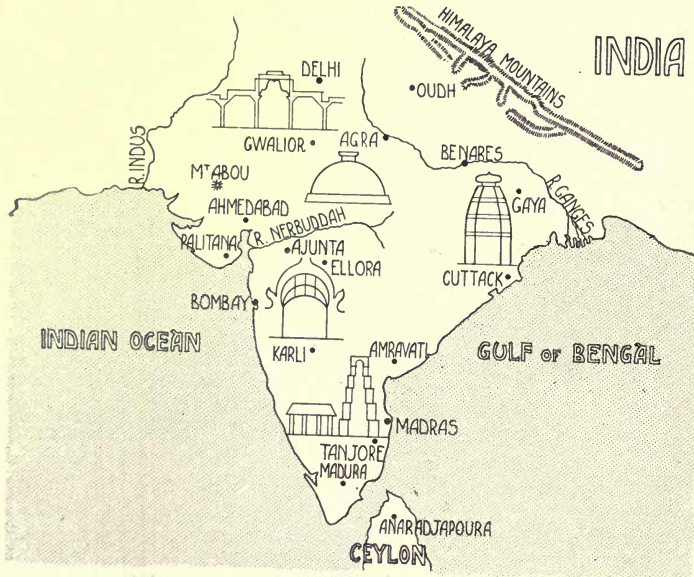 INDIA
HIMALAYA MOUNTAINS
DELHI
OUDH
GWALIOR
AGRA
BENARES
R. INDUS
MT ABOU
GAYA
R. GANGES
AHMEDABAD
R. NERBUDDAH
PALITANA
AJUNTA
ELLORA
CUTTACK
BOMBAY
INDIAN OCEAN
GULF OF BENGAL
KARLI
AMRAVATI
MADRAS
TANJORE
MADURA
ANARADJAPOURA
CEYLON